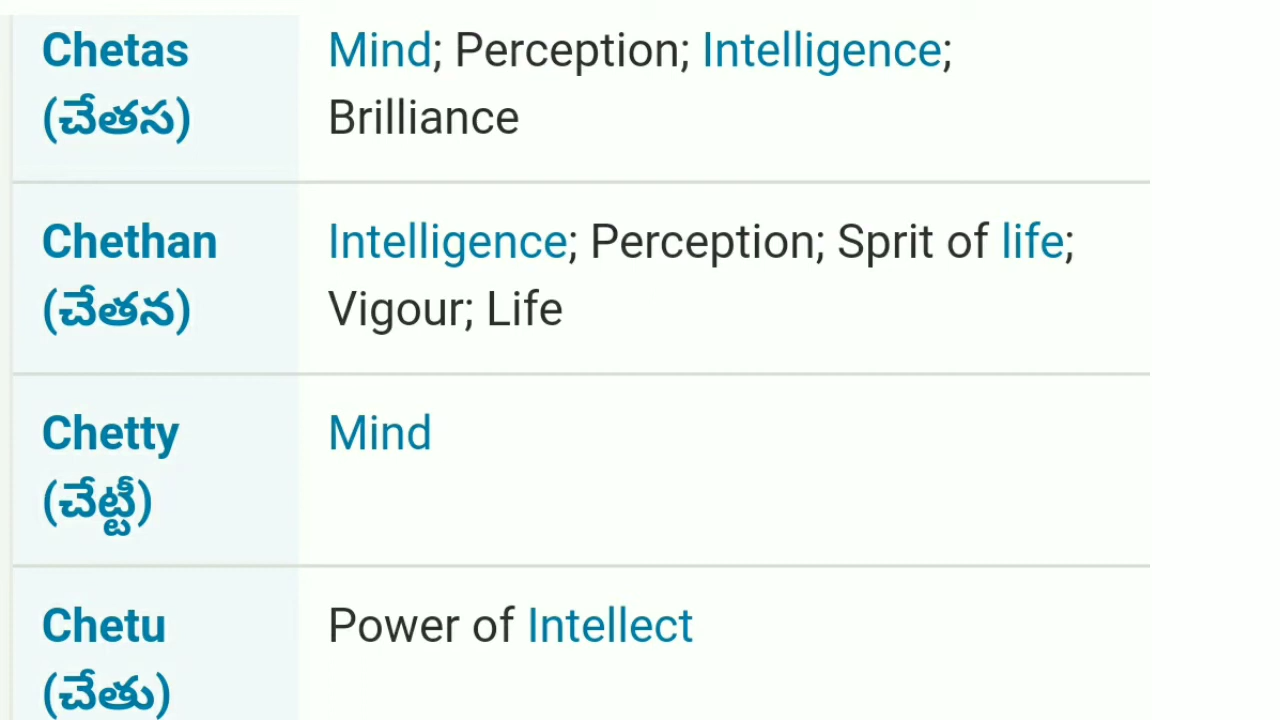 Chetas Mind; Perception; Intelligence;
(చేతస) Brilliance
Chethan Intelligence; Perception; Sprit of life;
(చేతన) Vigour; Life
Chetty Mind
(చేట్టీ)
Chetu Power of Intellect
(చేతు)